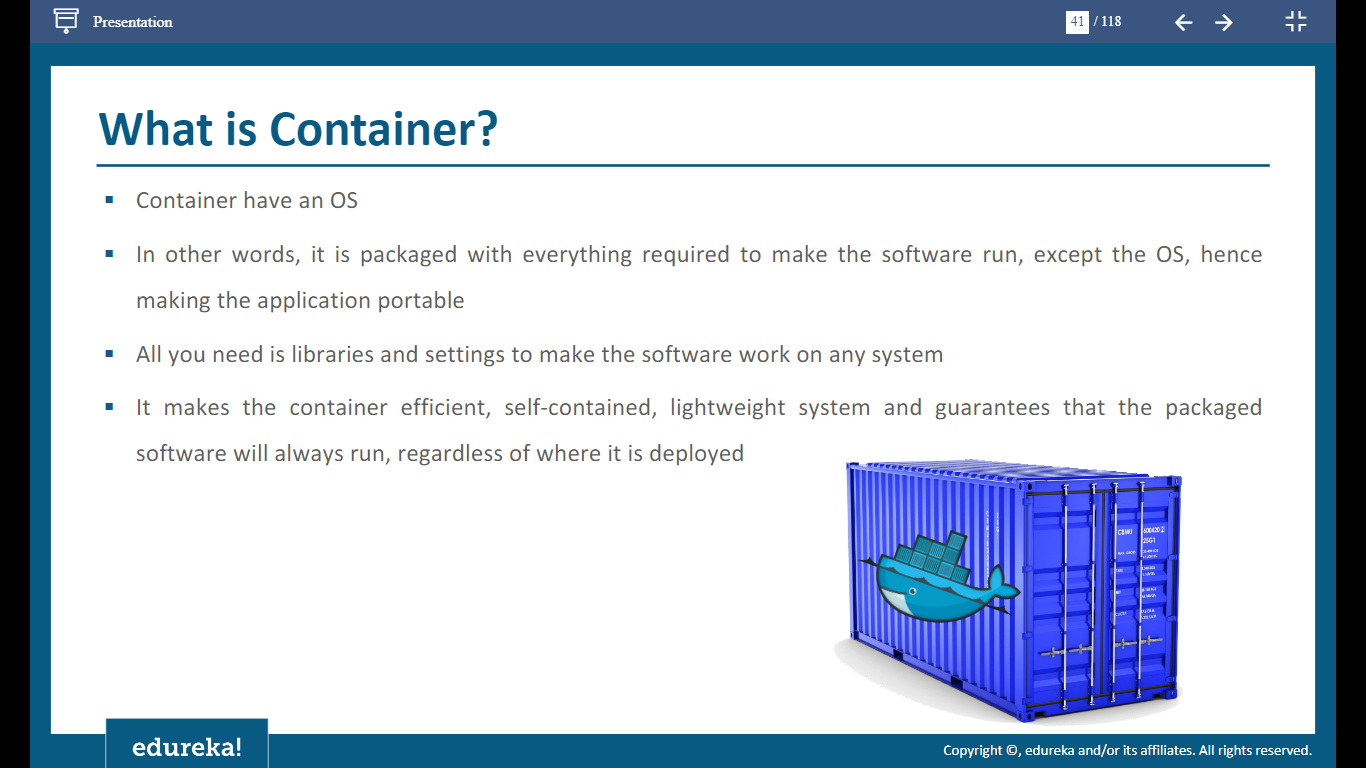 Presentation
41 / 118
What is Container?
▪ Container have an OS
▪ In other words, it is packaged with everything required to make the software run, except the OS, hence
making the application portable
▪ All you need is libraries and settings to make the software work on any system
▪ It makes the container efficient, self-contained, lightweight system and guarantees that the packaged
software will always run, regardless of where it is deployed
CBMU
25G1
edureka!
Copyright ©, edureka and/or its affiliates. All rights reserved.